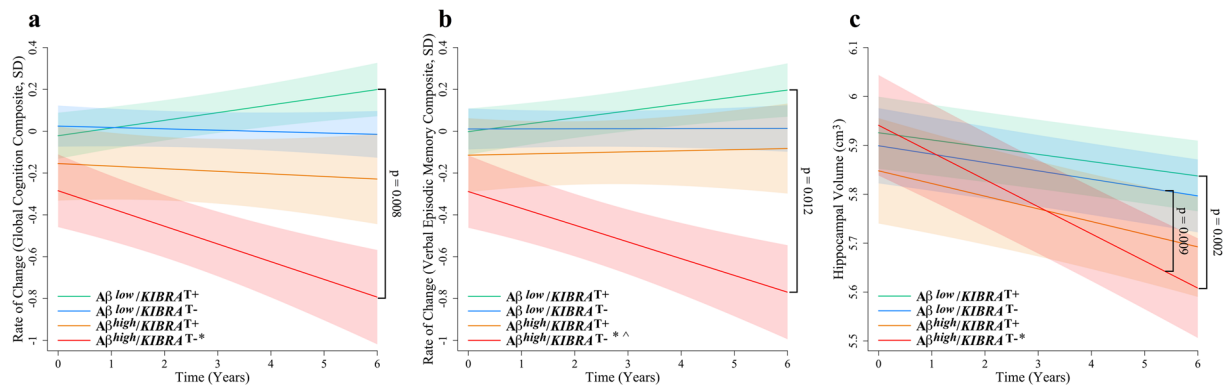 a
Rate of Change (Global Cognition Composite, SD)
0.4
0.2
0
-0.2
-0.4
-0.6
-0.8
-1
p = 0.0008
Aβ low/KIBRA T+
Aβ low/KIBRA T-
Aβ high/KIBRA T+
Aβ high/KIBRA T-*
0 1 2 3 4 5 6
Time (Years)
b
Rate of Change (Verbal Episodic Memory Composite, SD)
0.4
0.2
0
-0.2
-0.4
-0.6
-0.8
-1
p = 0.012
Aβ low/KIBRA T+
Aβ low/KIBRA T-
Aβ high/KIBRA T+
Aβ high/KIBRA T- * ^
0 1 2 3 4 5 6
Time (Years)
c
Hippocampal Volume (cm³)
6.1
6
5.9
5.8
5.7
5.6
5.5
p = 0.009
p = 0.002
Aβ low/KIBRA T+
Aβ low/KIBRA T-
Aβ high/KIBRA T+
Aβ high/KIBRA T-*
0 1 2 3 4 5 6
Time (Years)